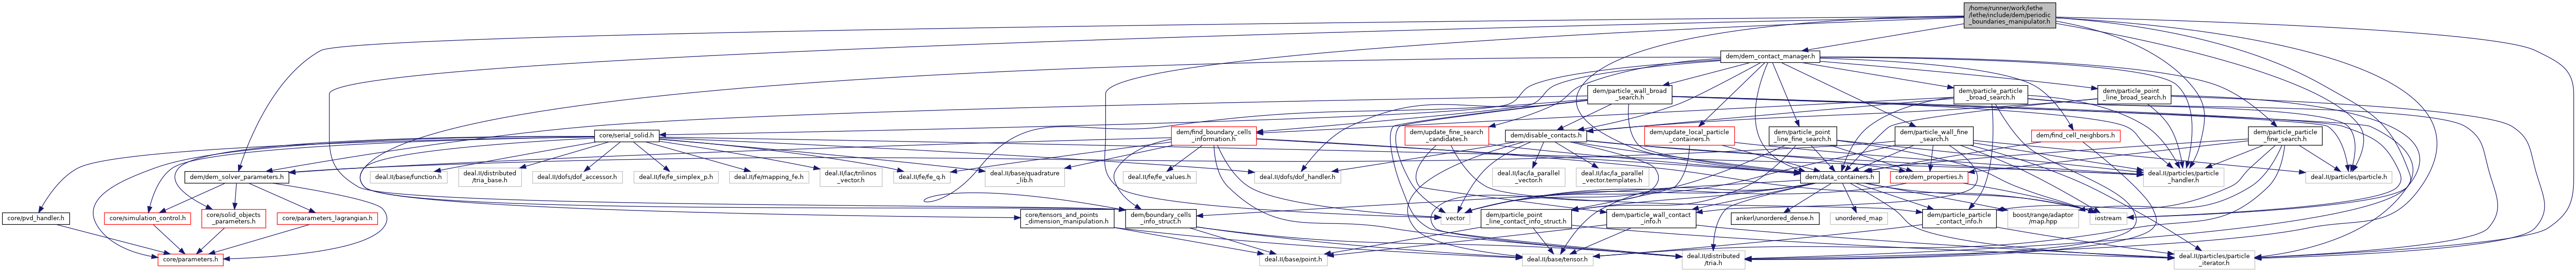 /home/runner/work/lethe
/lethe/include/dem/periodic
_boundaries_manipulator.h
dem/dem_contact_manager.h
dem/particle_wall_broad
_search.h
dem/particle_particle
_broad_search.h
dem/particle_point
_line_broad_search.h
core/serial_solid.h
dem/find_boundary_cells
_information.h
dem/update_fine_search
_candidates.h
dem/disable_contacts.h
dem/update_local_particle
_containers.h
dem/particle_point
_line_fine_search.h
dem/particle_wall_fine
_search.h
dem/find_cell_neighbors.h
dem/particle_particle
_fine_search.h
dem/dem_solver_parameters.h
deal.II/base/function.h
deal.II/distributed
/tria_base.h
deal.II/dofs/dof_accessor.h
deal.II/fe/fe_simplex_p.h
deal.II/fe/mapping_fe.h
deal.II/lac/trilinos
_vector.h
deal.II/fe/fe_q.h
deal.II/base/quadrature
_lib.h
deal.II/fe/fe_values.h
deal.II/dofs/dof_handler.h
deal.II/lac/la_parallel
_vector.h
deal.II/lac/la_parallel
_vector.templates.h
dem/data_containers.h
core/dem_properties.h
deal.II/particles/particle
_handler.h
deal.II/particles/particle.h
core/pvd_handler.h
core/simulation_control.h
core/solid_objects
_parameters.h
core/parameters_lagrangian.h
core/tensors_and_points
_dimension_manipulation.h
dem/boundary_cells
_info_struct.h
vector
dem/particle_point
_line_contact_info_struct.h
dem/particle_wall_contact
_info.h
ankerl/unordered_dense.h
unordered_map
dem/particle_particle
_contact_info.h
boost/range/adaptor
/map.hpp
iostream
core/parameters.h
deal.II/base/point.h
deal.II/base/tensor.h
deal.II/distributed
/tria.h
deal.II/particles/particle
_iterator.h